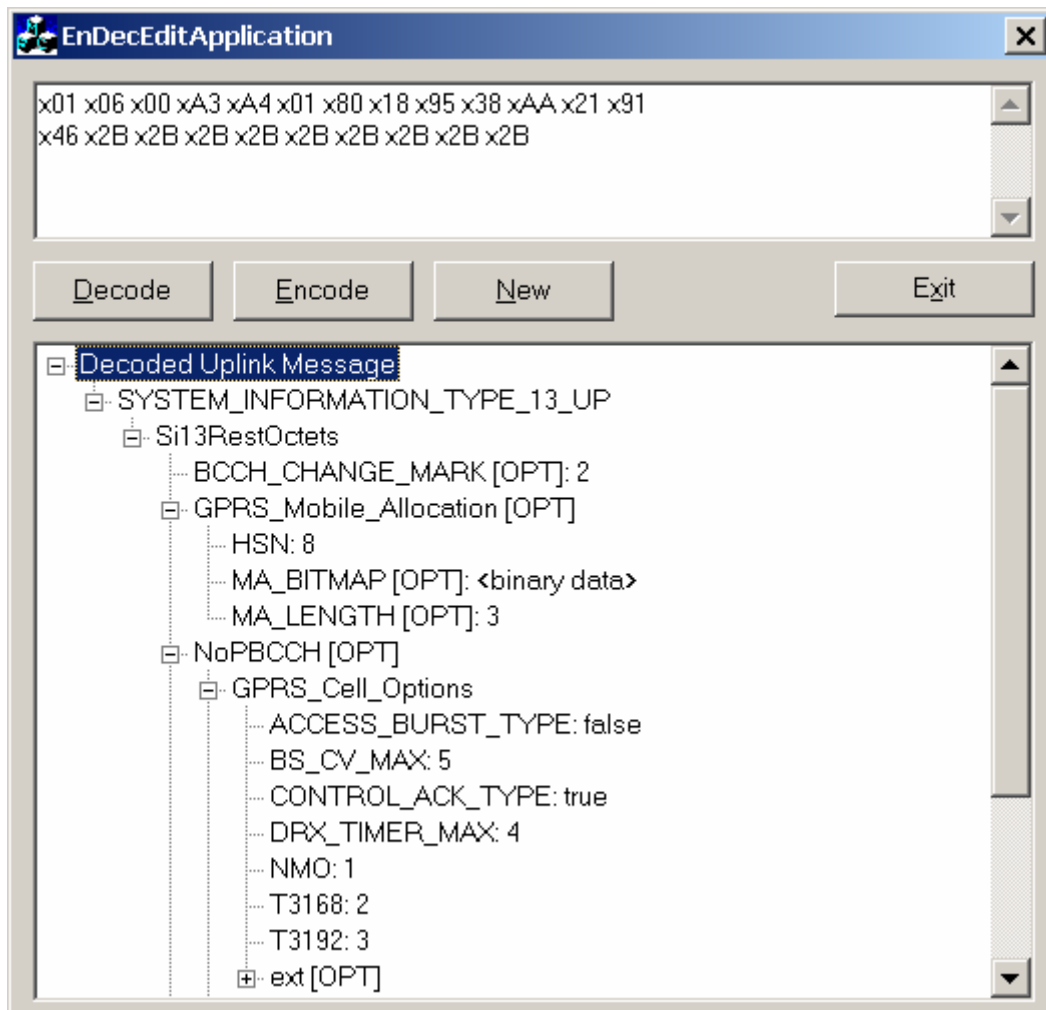 EnDecEditApplication
x01 x06 x00 xA3 xA4 x01 x80 x18 x95 x38 xAA x21 x91
x46 x2B x2B x2B x2B x2B x2B x2B x2B x2B
Decode Encode New Exit
Decoded Uplink Message
SYSTEM_INFORMATION_TYPE_13_UP
Si13RestOctets
BCCH_CHANGE_MARK [OPT]: 2
GPRS_Mobile_Allocation [OPT]
HSN: 8
MA_BITMAP [OPT]: <binary data>
MA_LENGTH [OPT]: 3
NoPBCCH [OPT]
GPRS_Cell_Options
ACCESS_BURST_TYPE: false
BS_CV_MAX: 5
CONTROL_ACK_TYPE: true
DRX_TIMER_MAX: 4
NMO: 1
T3168: 2
T3192: 3
ext [OPT]